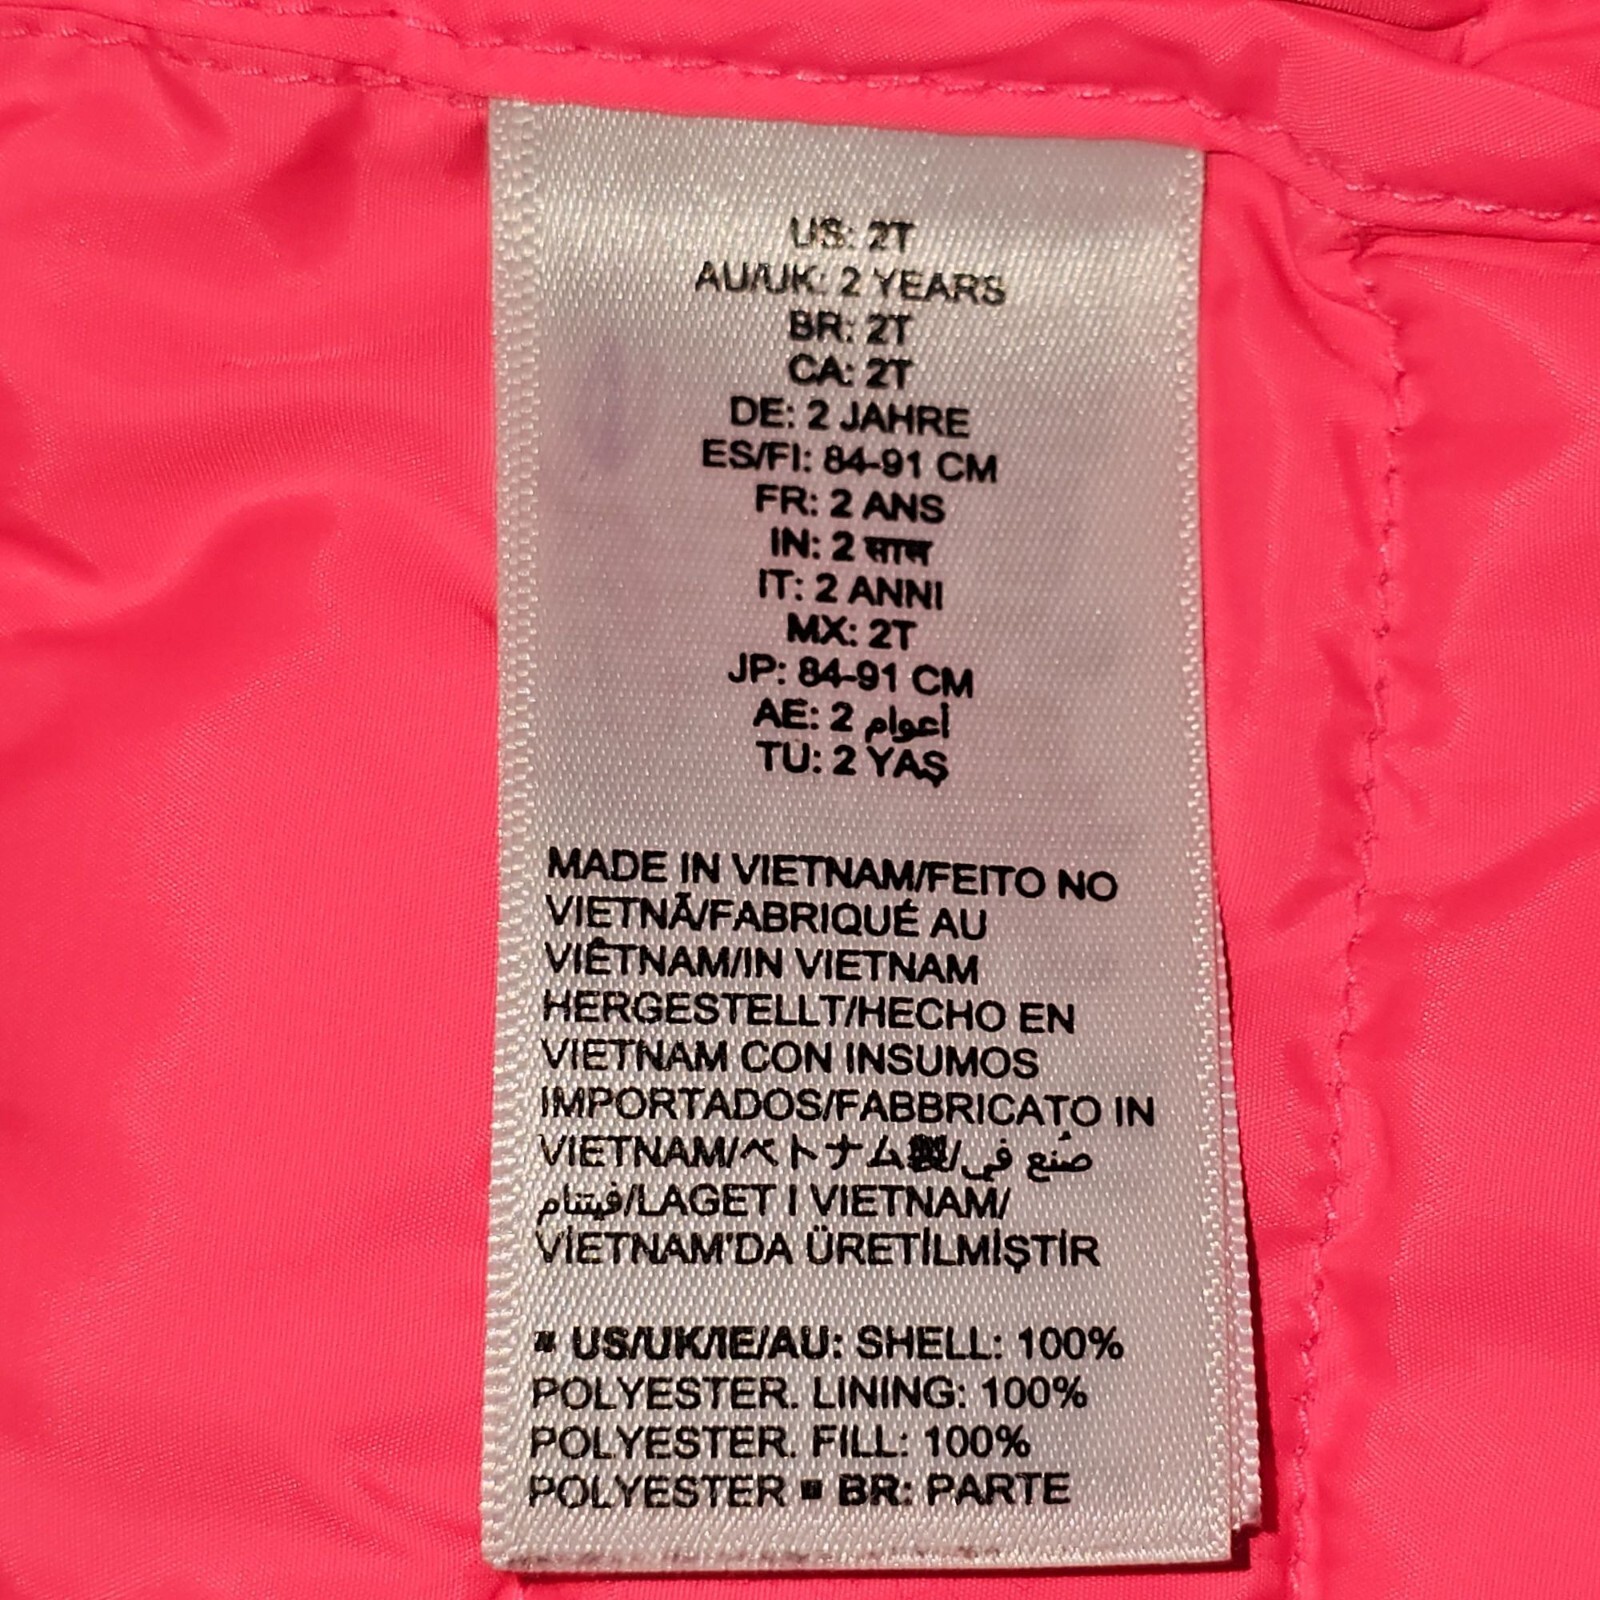 US: 2T
AU/UK: 2 YEARS
BR: 2T
CA: 2T
DE: 2 JAHRE
ES/FI: 84-91 CM
FR: 2 ANS
IN: 2 साल
IT: 2 ANNI
MX: 2T
JP: 84-91 CM
AE: 2 أعوام
TU: 2 YAŞ
MADE IN VIETNAM/FEITO NO
VIETNÃ/FABRIQUÉ AU
VIÊTNAM/IN VIETNAM
HERGESTELLT/HECHO EN
VIETNAM CON INSUMOS
IMPORTADOS/FABBRICATO IN
VIETNAM/ベトナム製/صُنع في
فيتنام/LAGET I VIETNAM/
VİETNAM'DA ÜRETİLMİŞTİR
▪ US/UK/IE/AU: SHELL: 100%
POLYESTER. LINING: 100%
POLYESTER. FILL: 100%
POLYESTER ▪ BR: PARTE